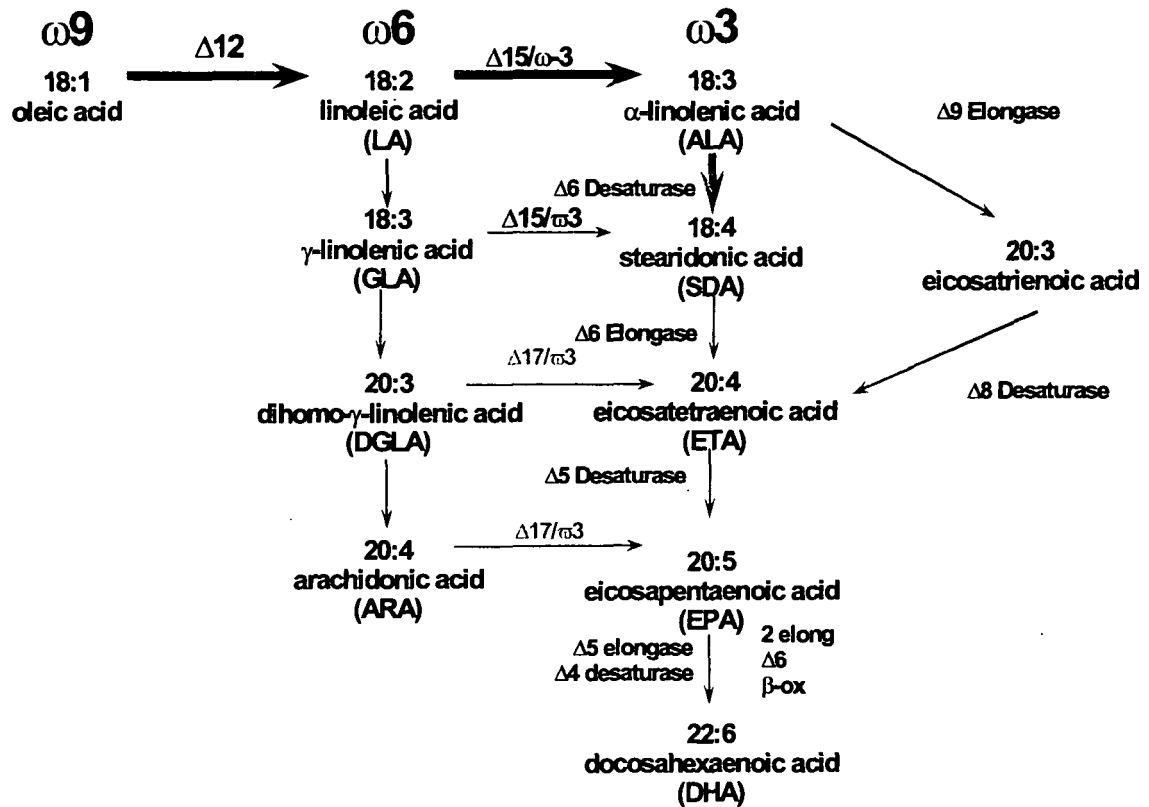 ω9
ω6
ω3
Δ12
Δ15/ω-3
18:1
oleic acid
18:2
linoleic acid
(LA)
18:3
α-linolenic acid
(ALA)
Δ9 Elongase
Δ6 Desaturase
18:3
γ-linolenic acid
(GLA)
Δ15/ϖ3
18:4
stearidonic acid
(SDA)
20:3
eicosatrienoic acid
Δ6 Elongase
Δ17/ϖ3
20:3
dihomo-γ-linolenic acid
(DGLA)
20:4
eicosatetraenoic acid
(ETA)
Δ8 Desaturase
Δ5 Desaturase
Δ17/ϖ3
20:4
arachidonic acid
(ARA)
20:5
eicosapentaenoic acid
(EPA)
Δ5 elongase
Δ4 desaturase
2 elong
Δ6
β-ox
22:6
docosahexaenoic acid
(DHA)